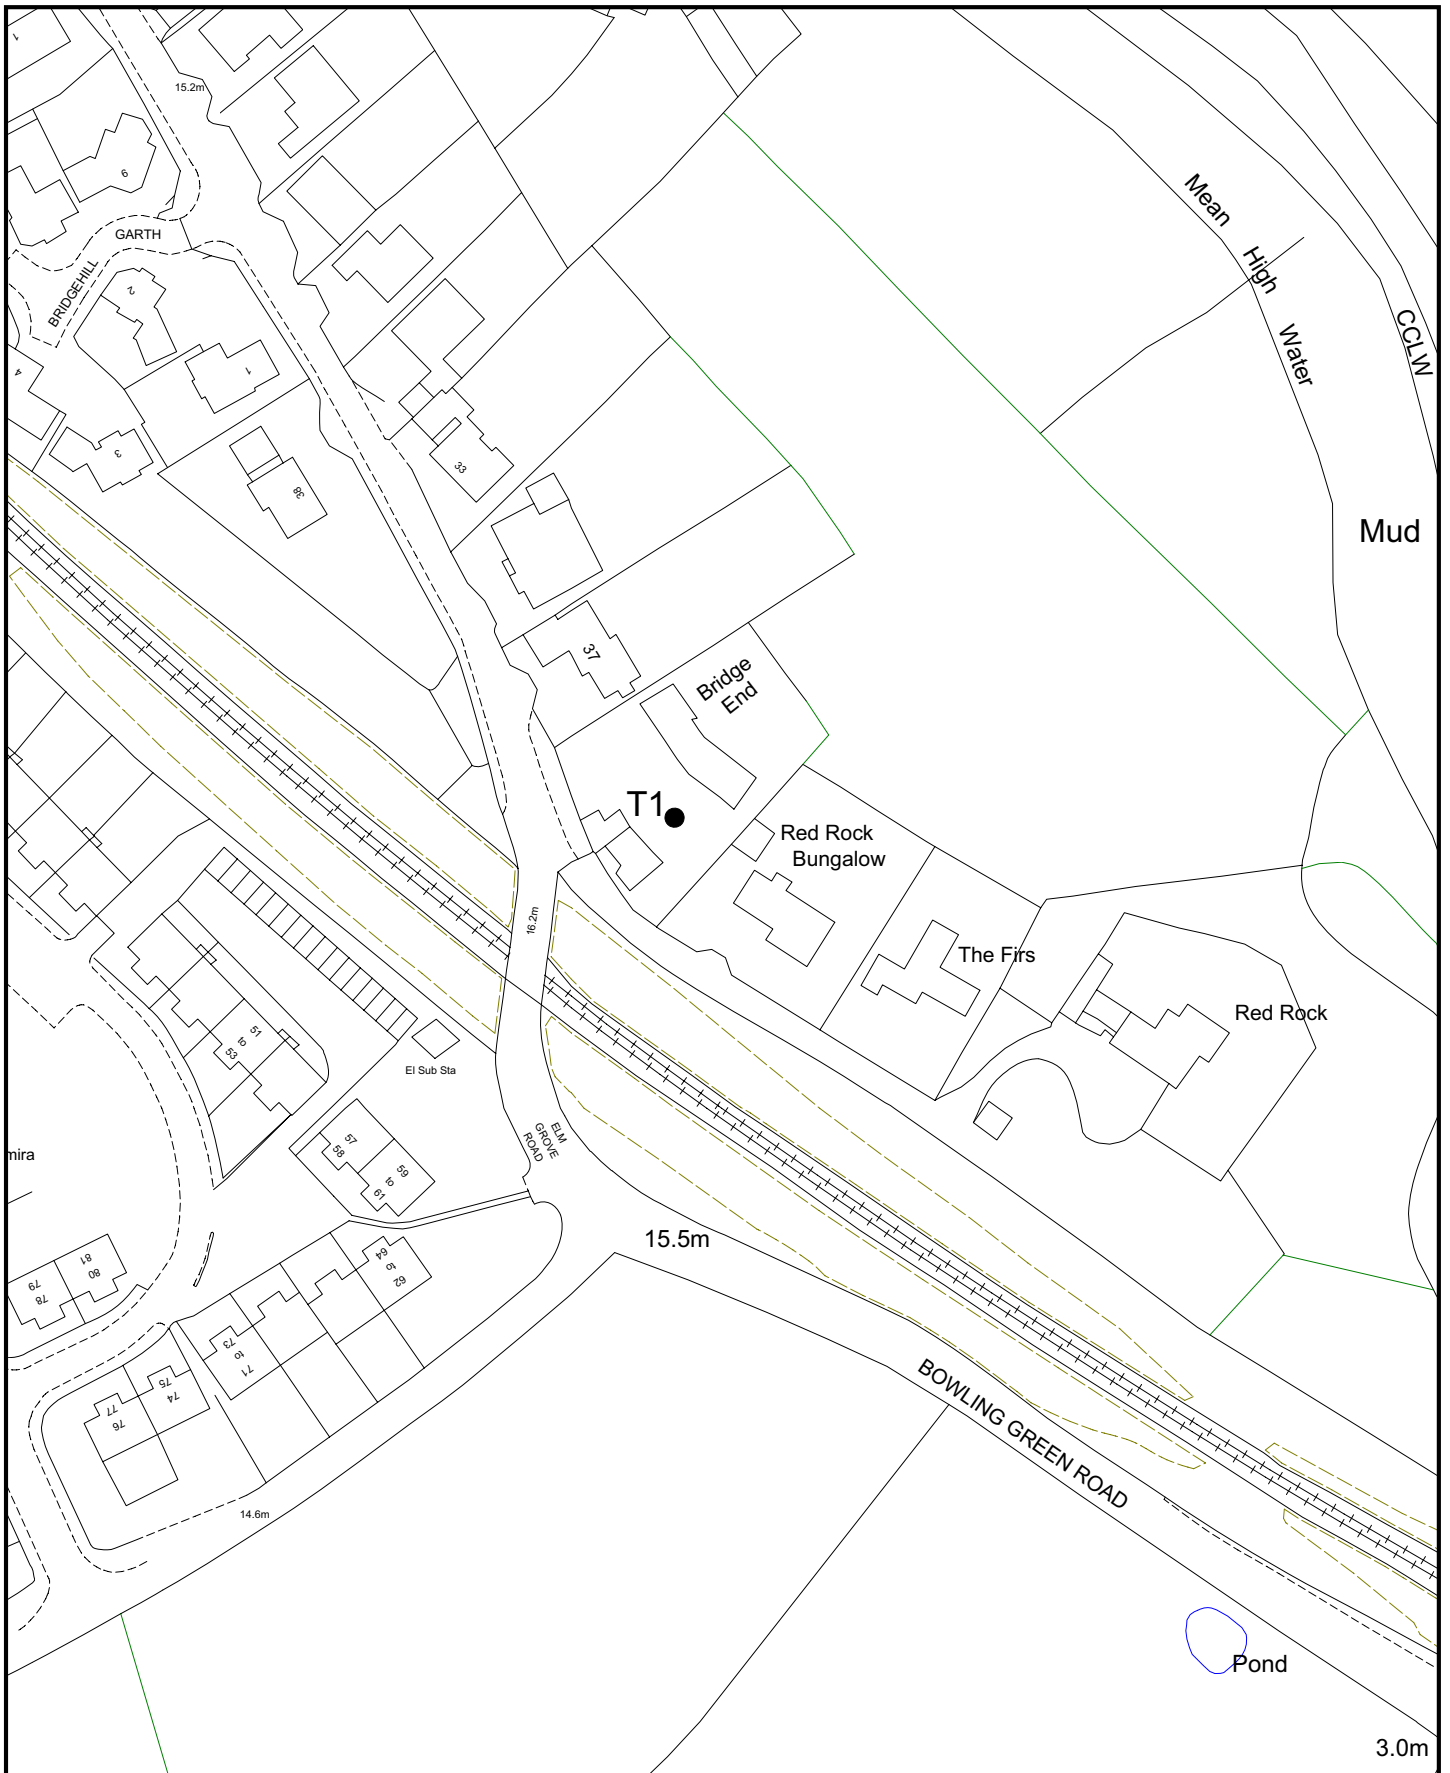 1
15.2m
9
GARTH
BRIDGEHILL
2
1
4
3
38
33
Mean
High
Water
CCLW
Mud
37
Bridge
End
T1
Red Rock
Bungalow
16.2m
The Firs
Red Rock
51
to
53
El Sub Sta
ELM
GROVE
ROAD
57
58
59
to
61
mira
15.5m
64
to
62
81
80
79
78
73
to
71
75
74
77
76
BOWLING GREEN ROAD
14.6m
Pond
3.0m